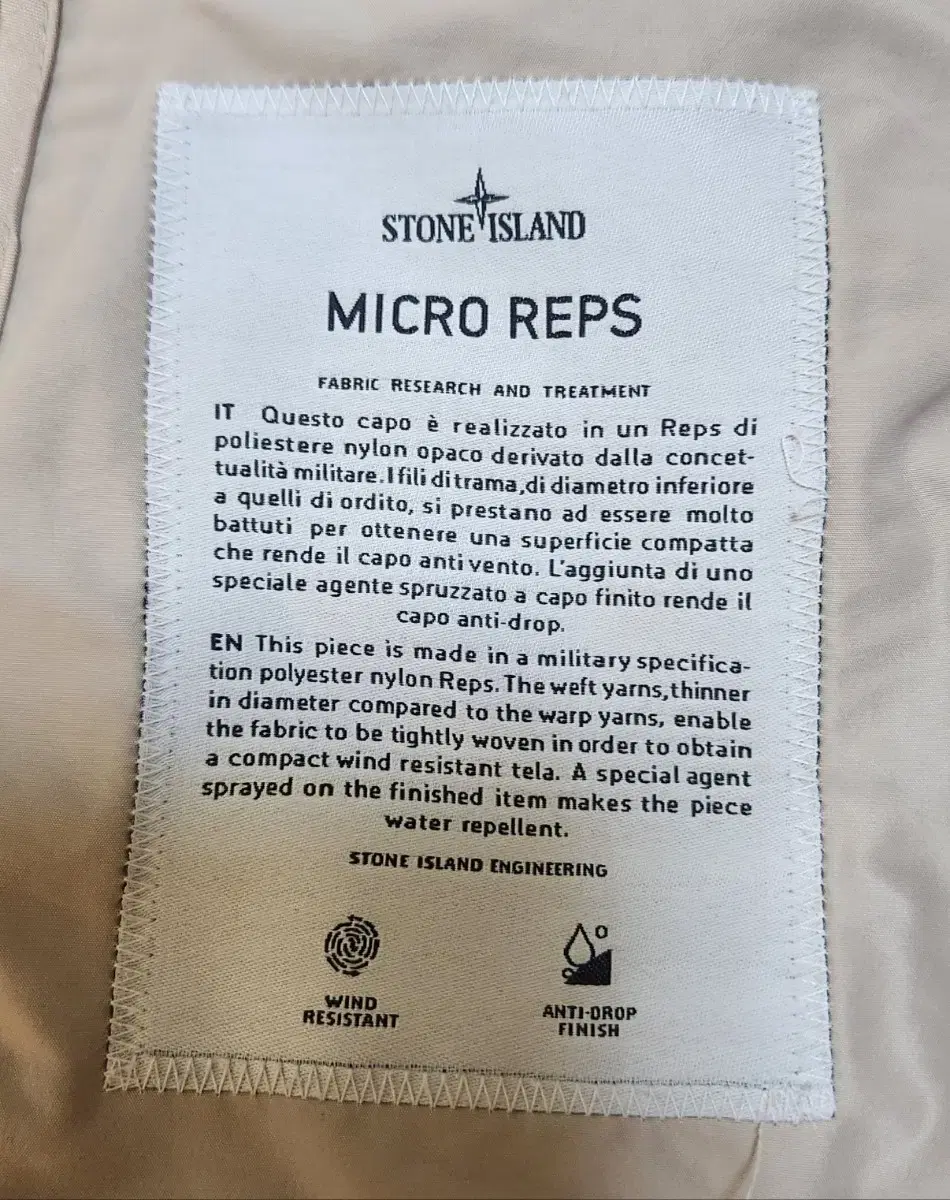 STONE ISLAND
MICRO REPS
FABRIC RESEARCH AND TREATMENT
IT Questo capo è realizzato in un Reps di
poliestere nylon opaco derivato dalla concet-
tualità militare. I fili di trama, di diametro inferiore
a quelli di ordito, si prestano ad essere molto
battuti per ottenere una superficie compatta
che rende il capo anti vento. L'aggiunta di uno
speciale agente spruzzato a capo finito rende il
capo anti-drop.
EN This piece is made in a military specifica-
tion polyester nylon Reps. The weft yarns, thinner
in diameter compared to the warp yarns, enable
the fabric to be tightly woven in order to obtain
a compact wind resistant tela. A special agent
sprayed on the finished item makes the piece
water repellent.
STONE ISLAND ENGINEERING
WIND
RESISTANT
ANTI-DROP
FINISH